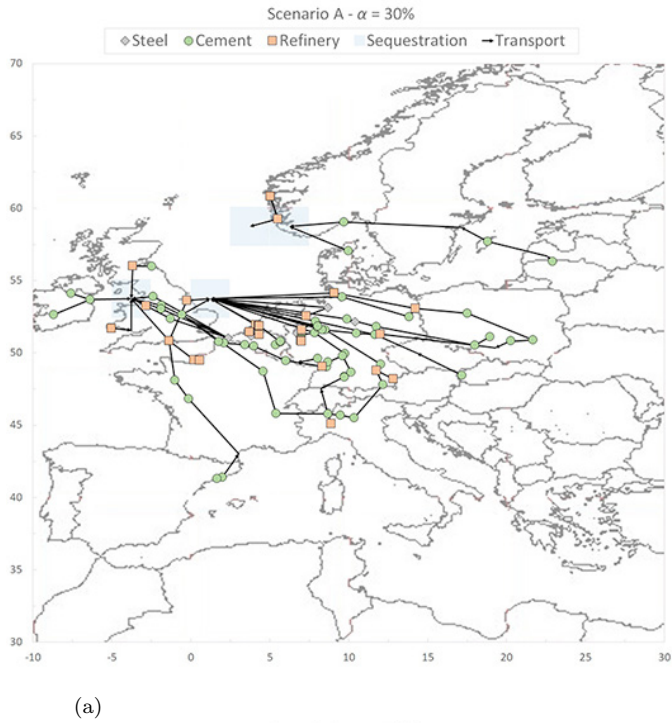 Scenario A - α = 30%
Steel Cement Refinery Sequestration Transport
70
65
60
55
50
45
40
35
30
-10 -5 0 5 10 15 20 25 30
(a)